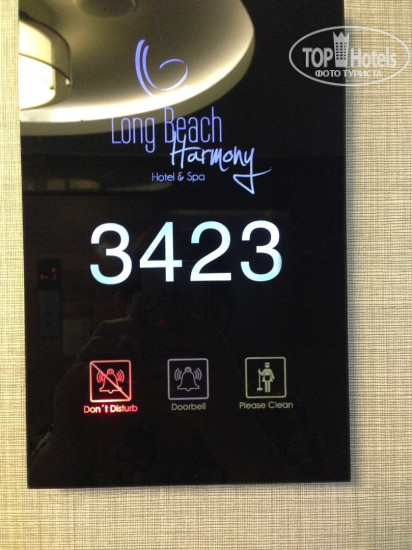 TOP Hotels
ФОТО ТУРИСТА
Long Beach
Harmony
Hotel & Spa
3423
Don't Disturb
Doorbell
Please Clean